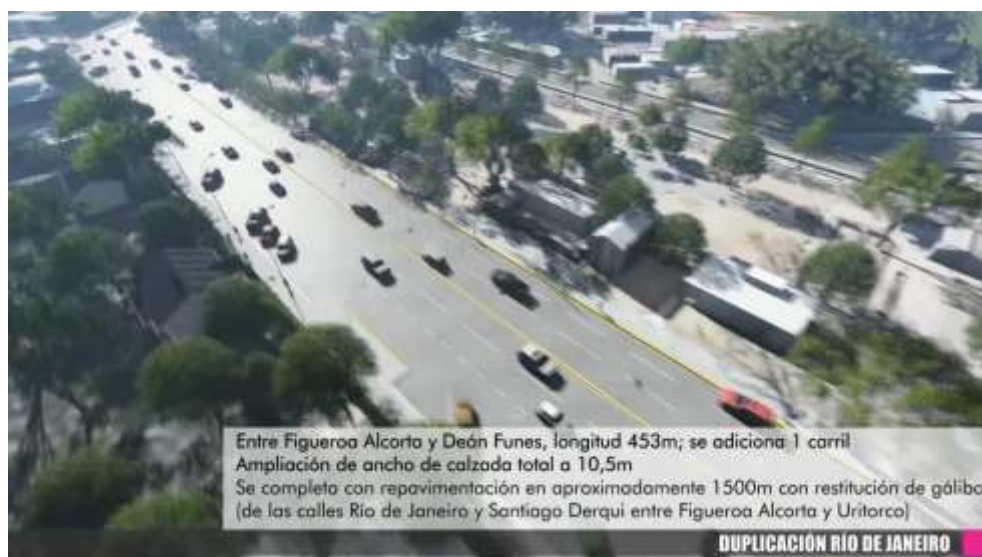 Entre Figueroa Alcorta y Deán Funes, longitud 453m; se adiciona 1 carril
Ampliación de ancho de calzada total a 10,5m
Se completa con repavimentación en aproximadamente 1500m con restitución de gálibo
(de las calles Río de Janeiro y Santiago Derqui entre Figueroa Alcorta y Uritorco)
DUPLICACIÓN RÍO DE JANEIRO